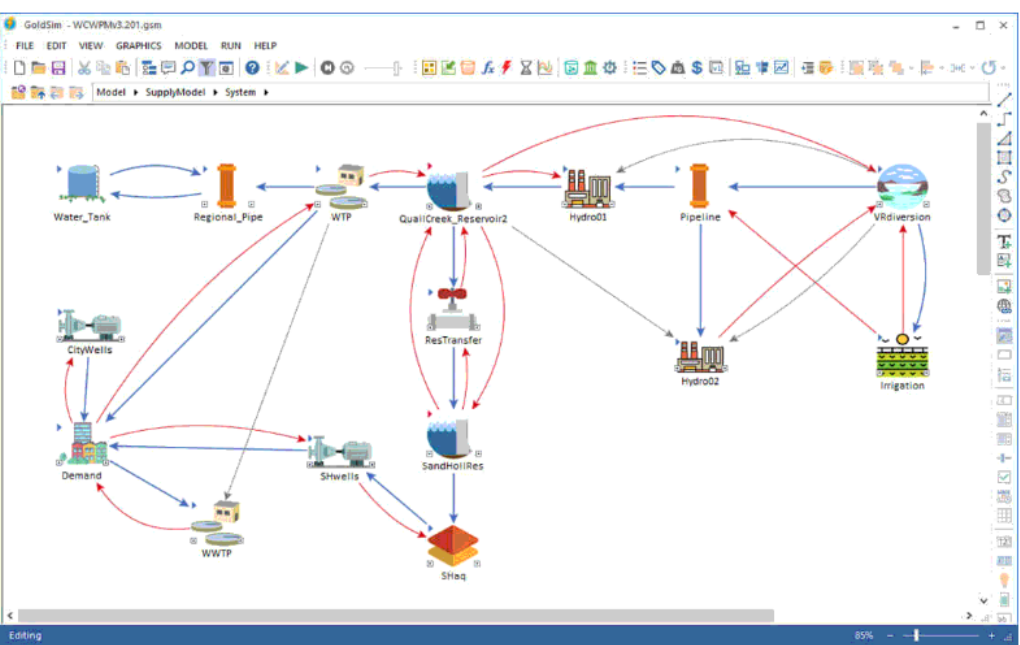 GoldSim - WCWPMv3.201.gsm
FILE EDIT VIEW GRAPHICS MODEL RUN HELP
Model SupplyModel System
Water_Tank
Regional_Pipe
WTP
QuailCreek_Reservoir2
Hydro01
Pipeline
VRdiversion
CityWells
ResTransfer
Hydro02
Irrigation
Demand
SHwells
SandHollRes
WWTP
SHaq
Editing
85%